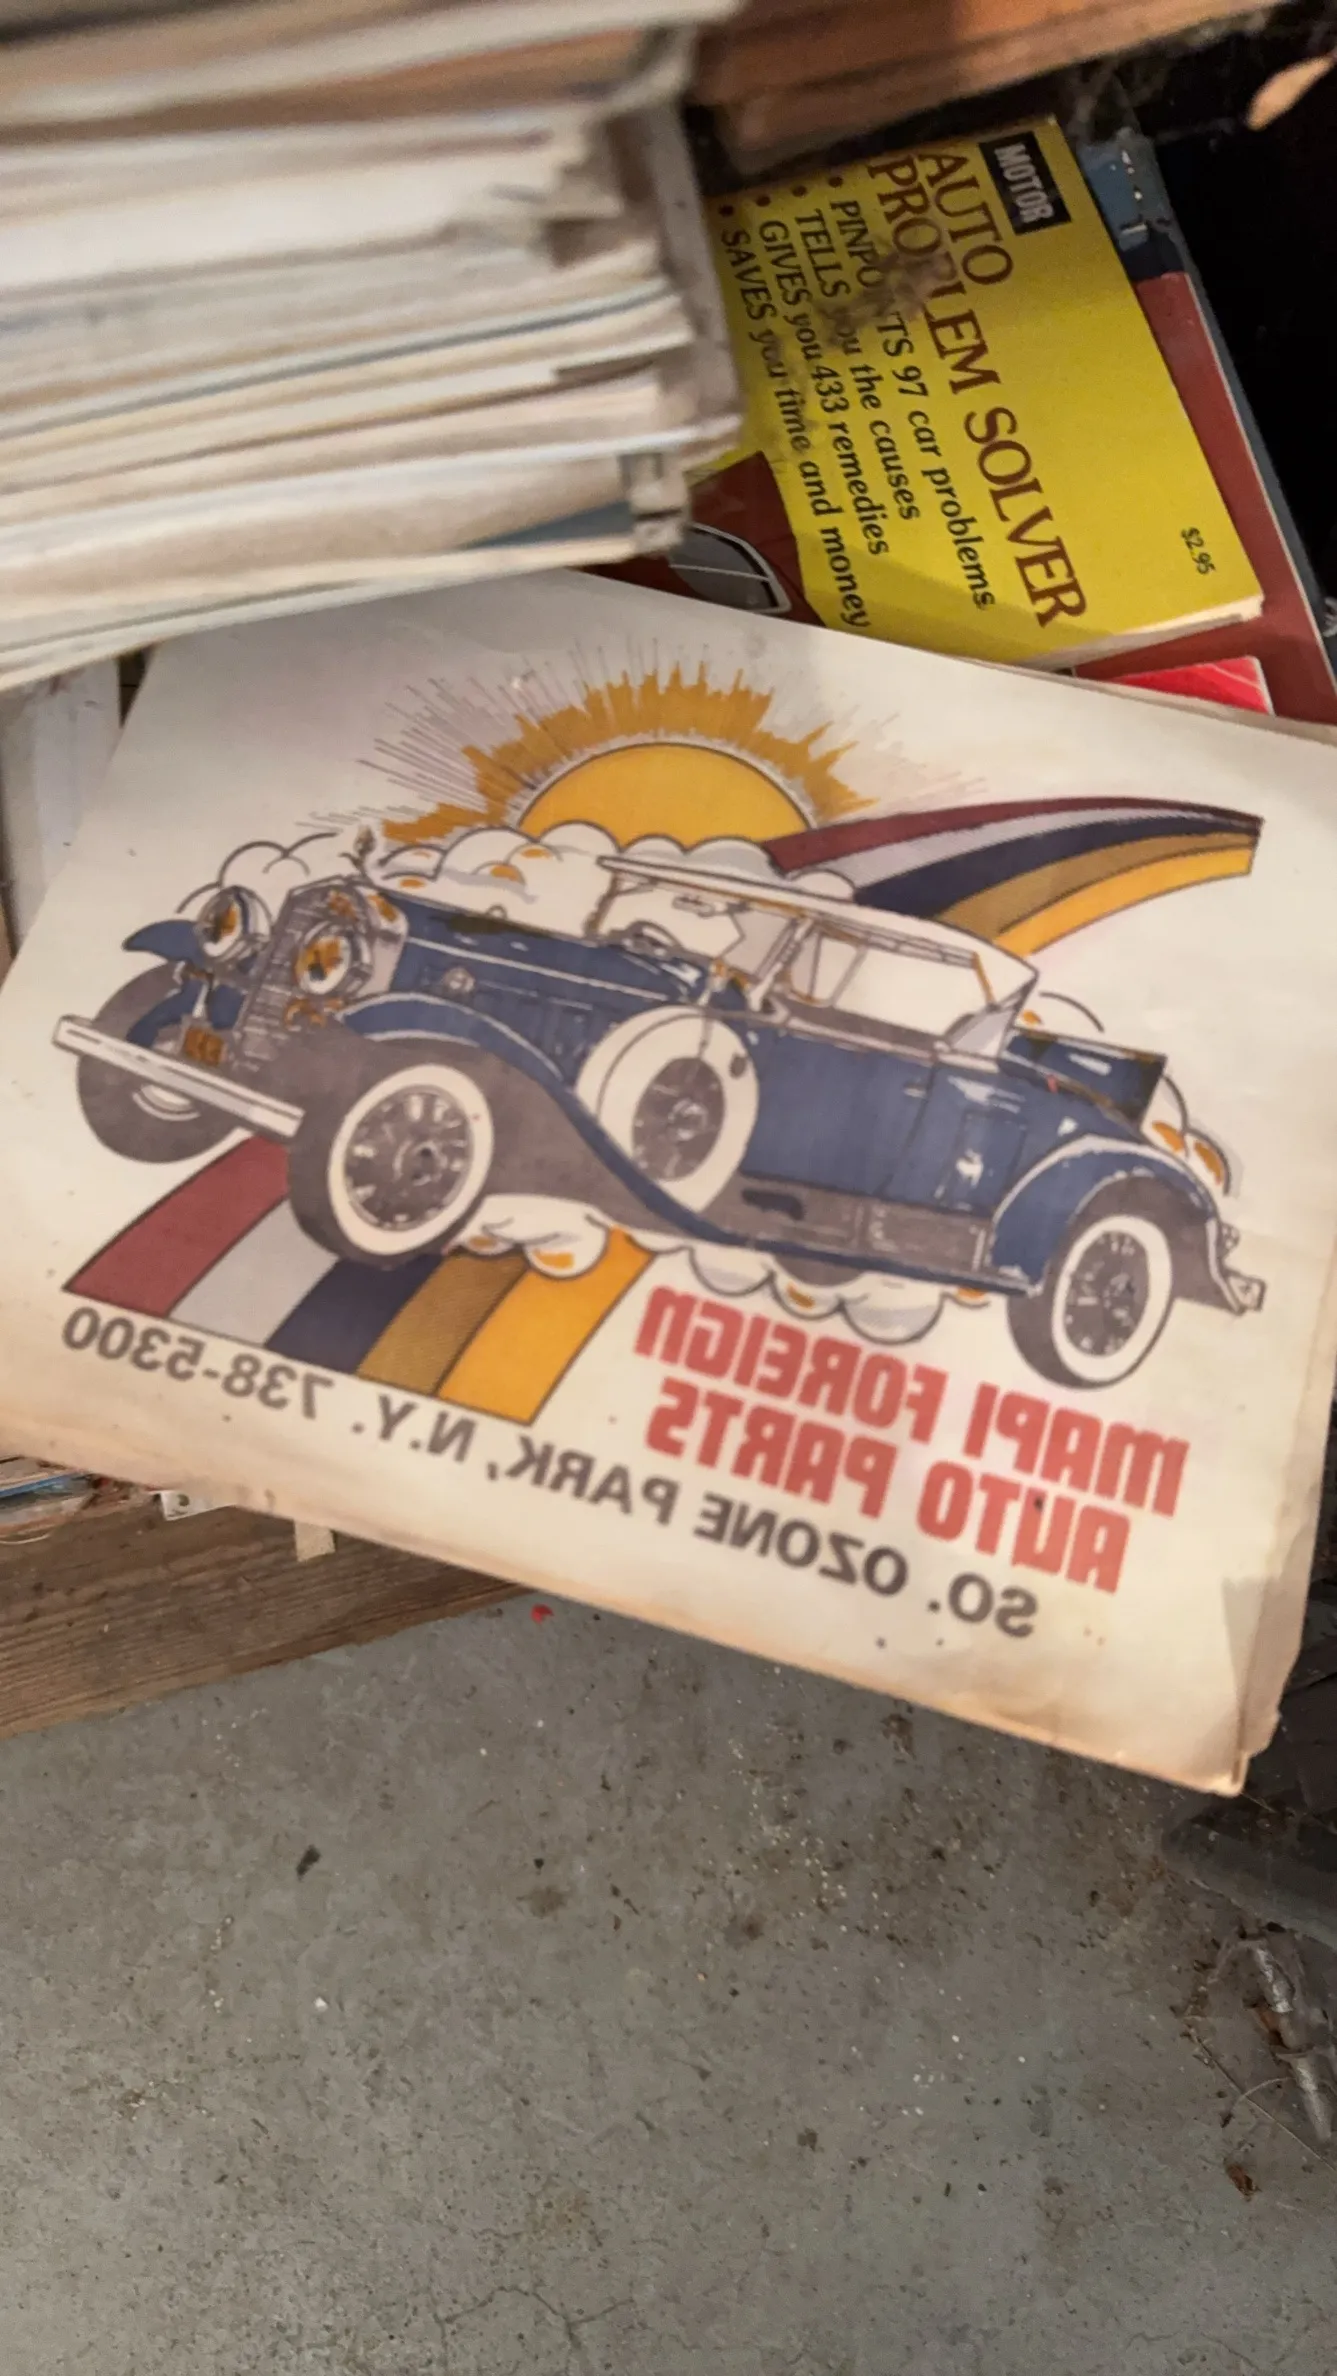 MOTOR
AUTO
PROBLEM SOLVER
• PINPOINTS 97 car problems
• TELLS you the causes
• GIVES you 433 remedies
• SAVES you time and money
$2.95
MAPI FOREIGN
AUTO PARTS
SO. OZONE PARK, N.Y. 738-5300